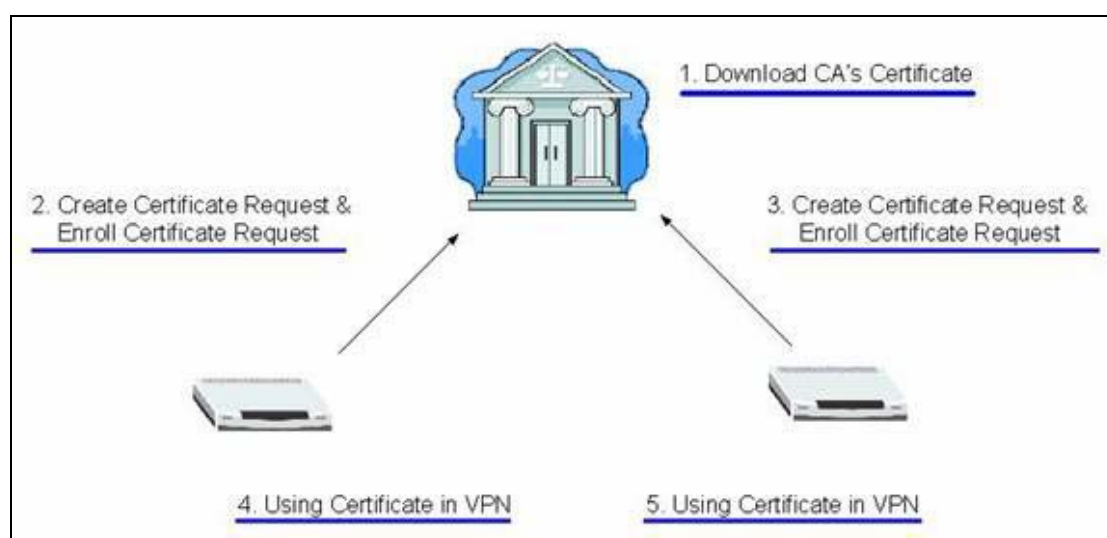 1. Download CA's Certificate
2. Create Certificate Request &
Enroll Certificate Request
3. Create Certificate Request &
Enroll Certificate Request
4. Using Certificate in VPN
5. Using Certificate in VPN